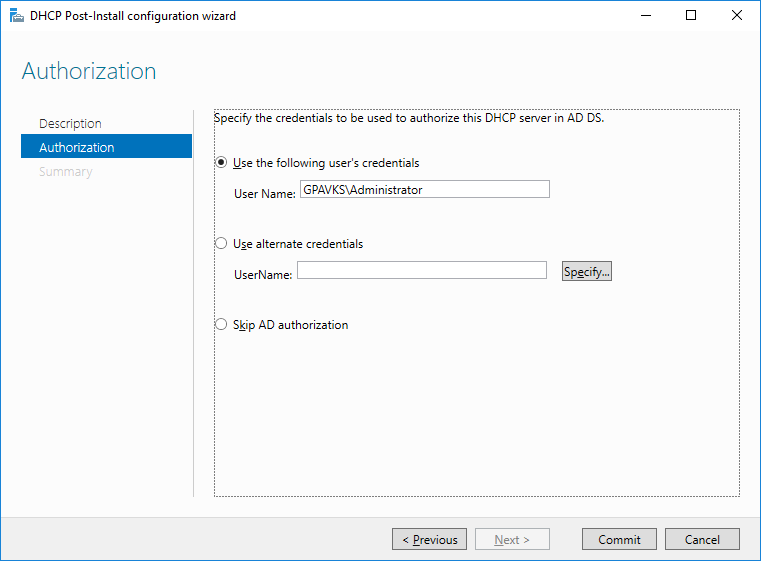 DHCP Post-Install configuration wizard
Authorization
Description
Authorization
Summary
Specify the credentials to be used to authorize this DHCP server in AD DS.
Use the following user's credentials
User Name: GPAVKS\Administrator
Use alternate credentials
UserName:
Specify...
Skip AD authorization
< Previous
Next >
Commit
Cancel